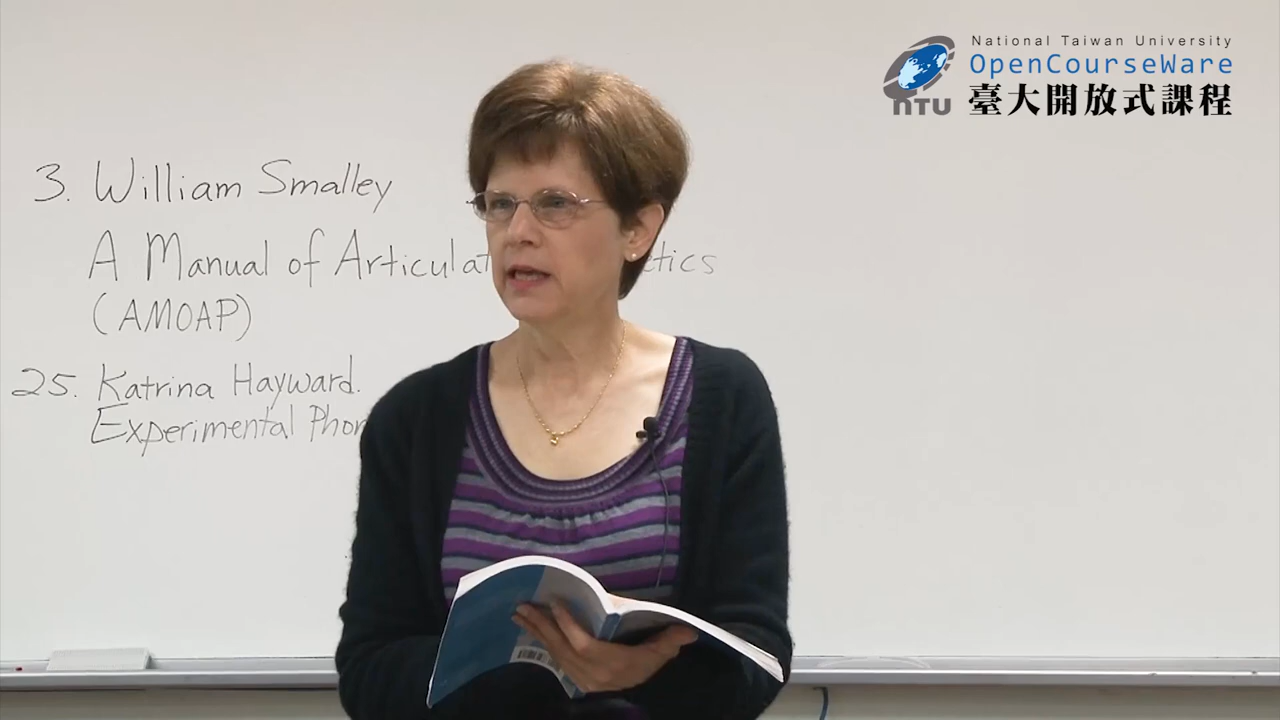 National Taiwan University
OpenCourseWare
NTU 臺大開放式課程
3. William Smalley
A Manual of Articulat etics
(AMOAP)
25. Katrina Hayward.
Experimental Phon